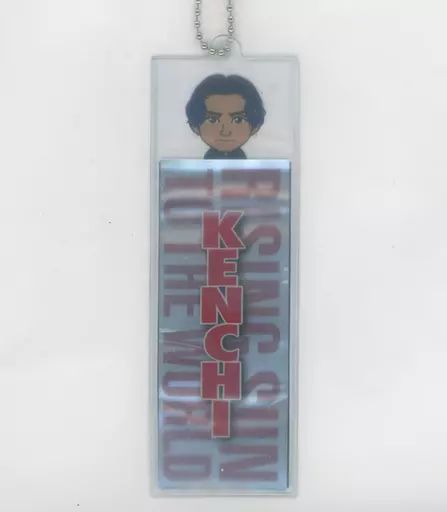 KENCHI
RISING SUN
TO THE WORLD